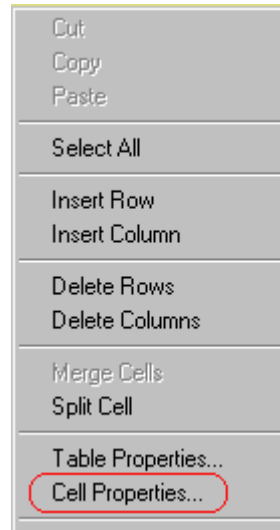 Cut
Copy
Paste
Select All
Insert Row
Insert Column
Delete Rows
Delete Columns
Merge Cells
Split Cell
Table Properties...
Cell Properties...